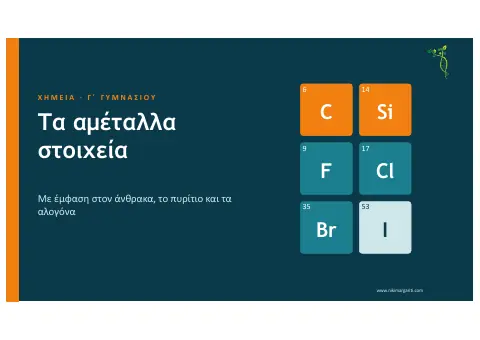 ΧΗΜΕΙΑ · Γ΄ ΓΥΜΝΑΣΙΟΥ
Τα αμέταλλα
στοιχεία
Με έμφαση στον άνθρακα, το πυρίτιο και τα
αλογόνα
6
C
14
Si
9
F
17
Cl
35
Br
53
I